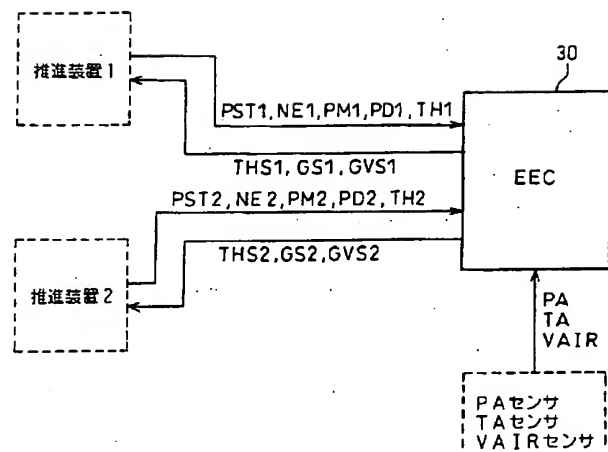 推進装置1
30
PST1,NE1,PM1,PD1,TH1
THS1,GS1,GVS1
EEC
PST2,NE2,PM2,PD2,TH2
THS2,GS2,GVS2
推進装置2
PA
TA
VAIR
PAセンサ
TAセンサ
VAIRセンサ